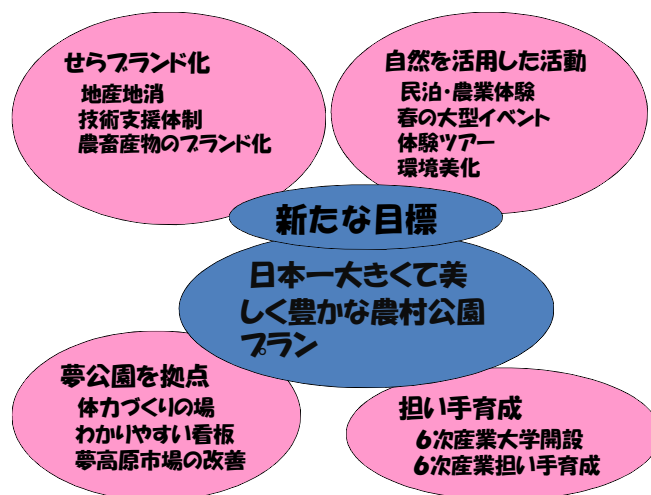 せらブランド化
地産地消
技術支援体制
農畜産物のブランド化
自然を活用した活動
民泊・農業体験
春の大型イベント
体験ツアー
環境美化
新たな目標
日本一大きくて美
しく豊かな農村公園
プラン
夢公園を拠点
体力づくりの場
わかりやすい看板
夢高原市場の改善
担い手育成
6次産業大学開設
6次産業担い手育成